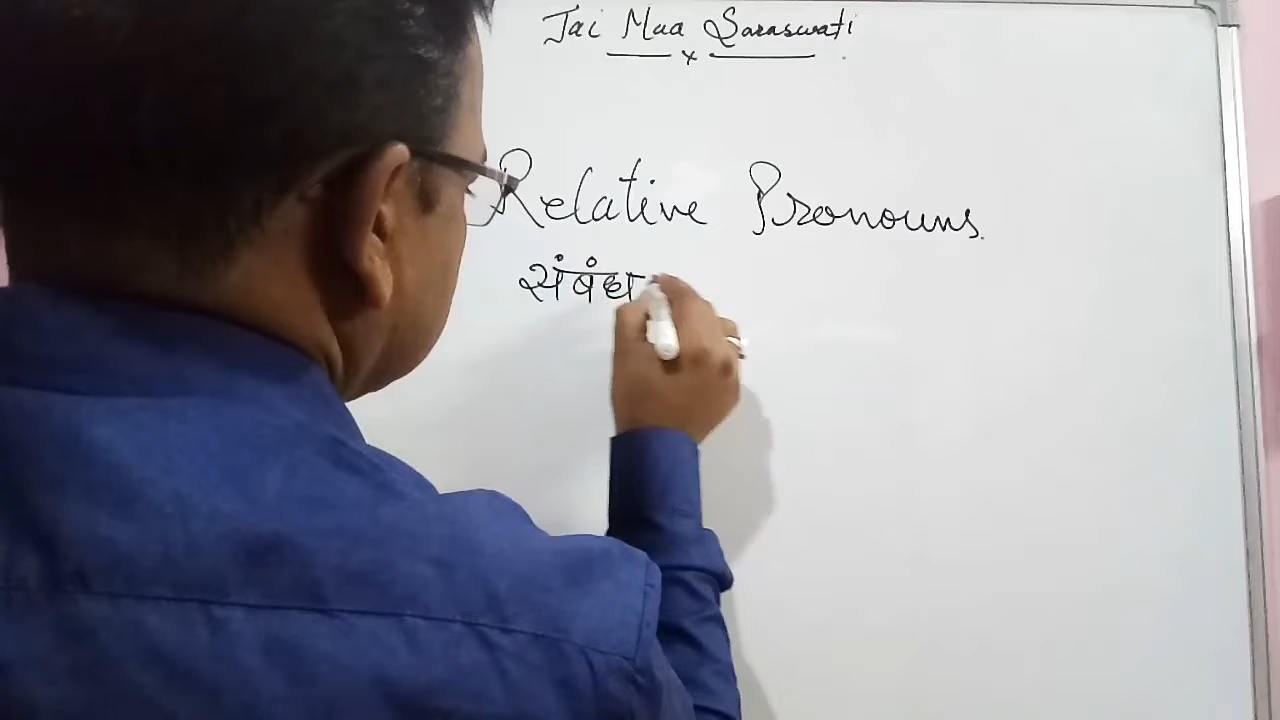 Jai Maa Saraswati
x
Relative Pronouns.
संबंध